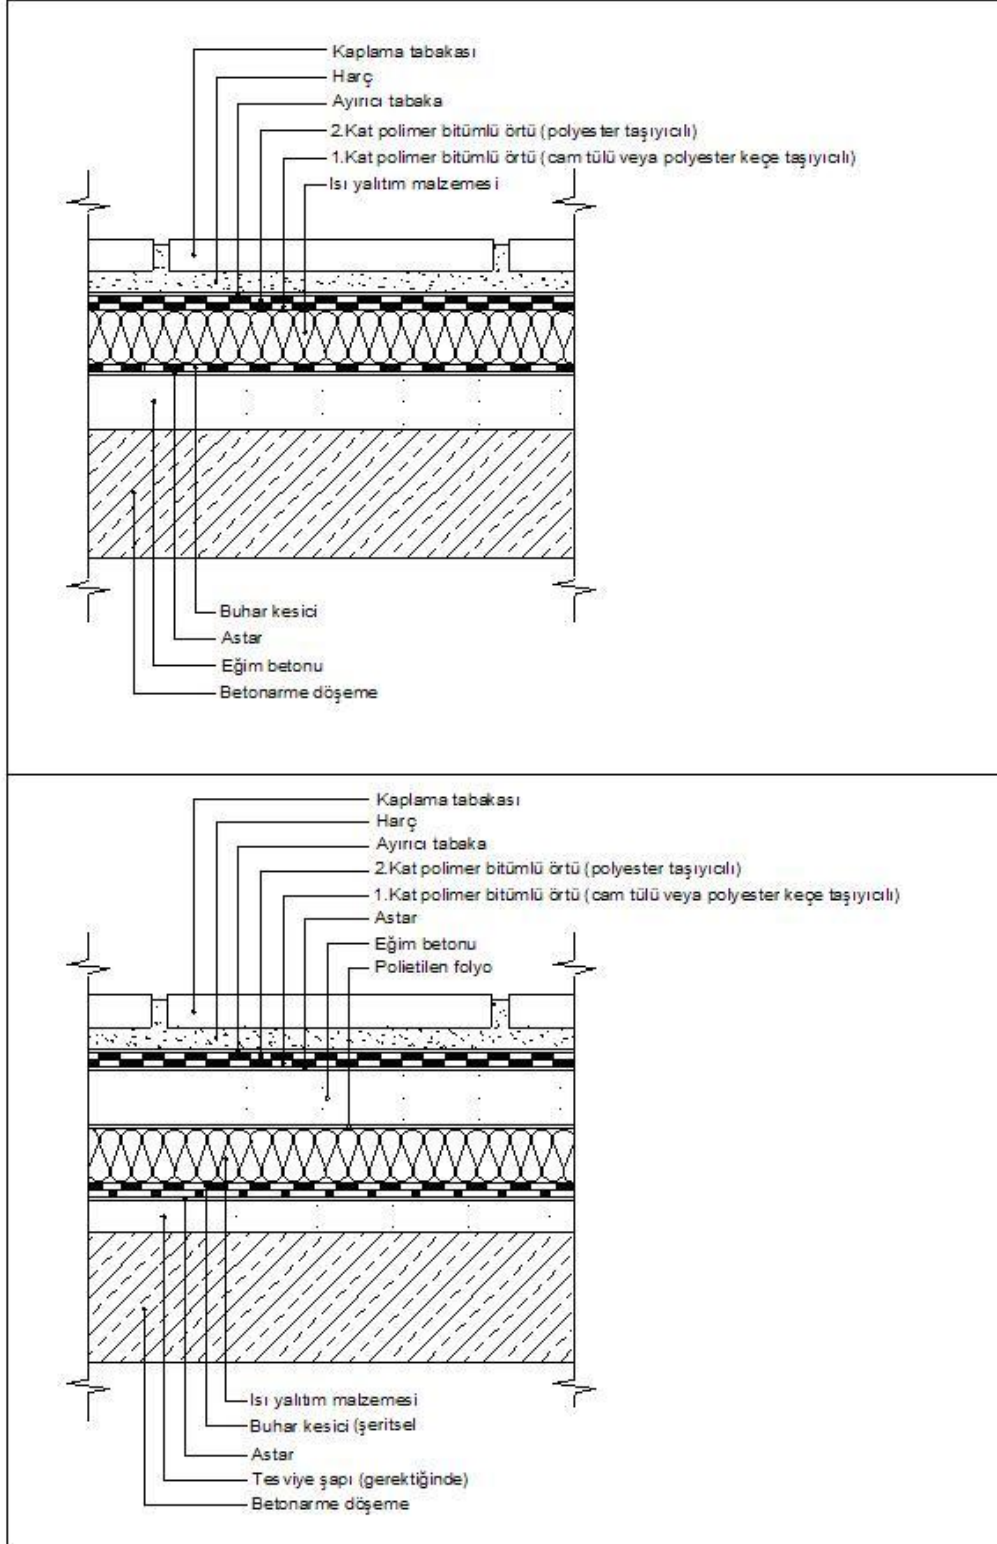 Kaplama tabakası
Harç
Ayırıcı tabaka
2.Kat polimer bitümlü örtü (polyester taşıyıcılı)
1.Kat polimer bitümlü örtü (cam tülü veya polyester keçe taşıyıcılı)
Isı yalıtım malzemesi
Buhar kesici
Astar
Eğim betonu
Betonarme döşeme
Kaplama tabakası
Harç
Ayırıcı tabaka
2.Kat polimer bitümlü örtü (polyester taşıyıcılı)
1.Kat polimer bitümlü örtü (cam tülü veya polyester keçe taşıyıcılı)
Astar
Eğim betonu
Polietilen folyo
Isı yalıtım malzemesi
Buhar kesici (şeritsel
Astar
Tesviye şapı (gerektiğinde)
Betonarme döşeme